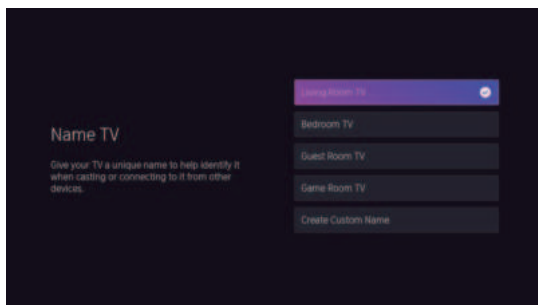 Name TV
Give your TV a unique name to help identify it
when casting or connecting to it from other
devices.
Living Room TV
Bedroom TV
Guest Room TV
Game Room TV
Create Custom Name